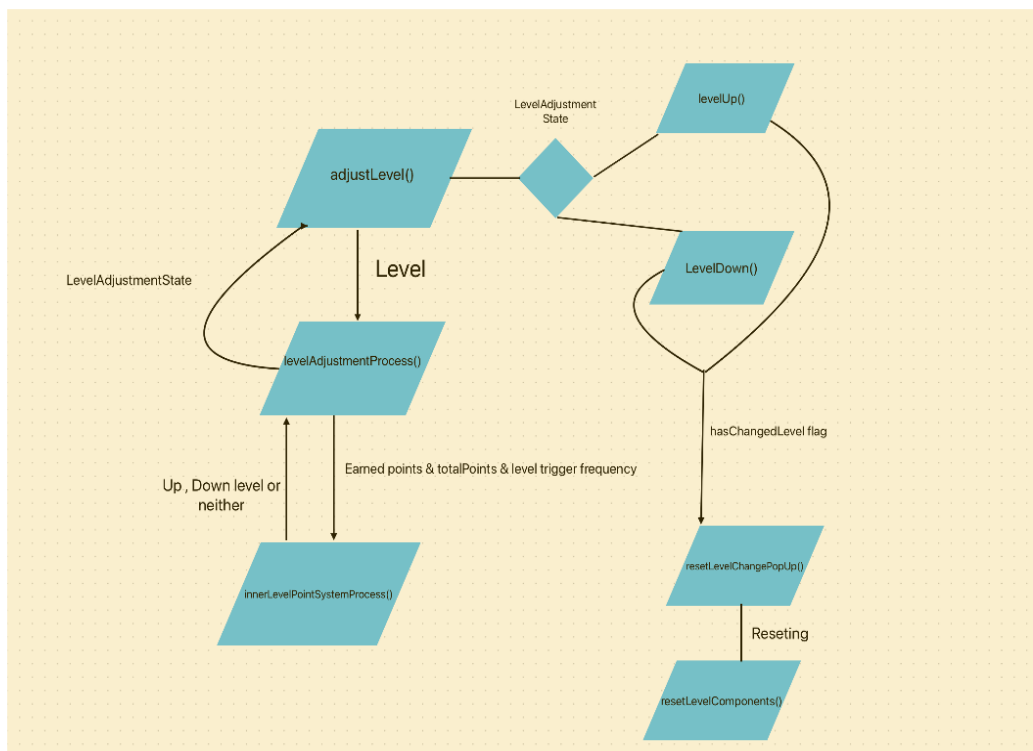 levelUp()
LevelAdjustment
State
adjustLevel()
LevelDown()
Level
LevelAdjustmentState
levelAdjustmentProcess()
hasChangedLevel flag
Earned points & totalPoints & level trigger frequency
Up , Down level or
neither
resetLevelChangePopUp()
innerLevelPointSystemProcess()
Reseting
resetLevelComponents()